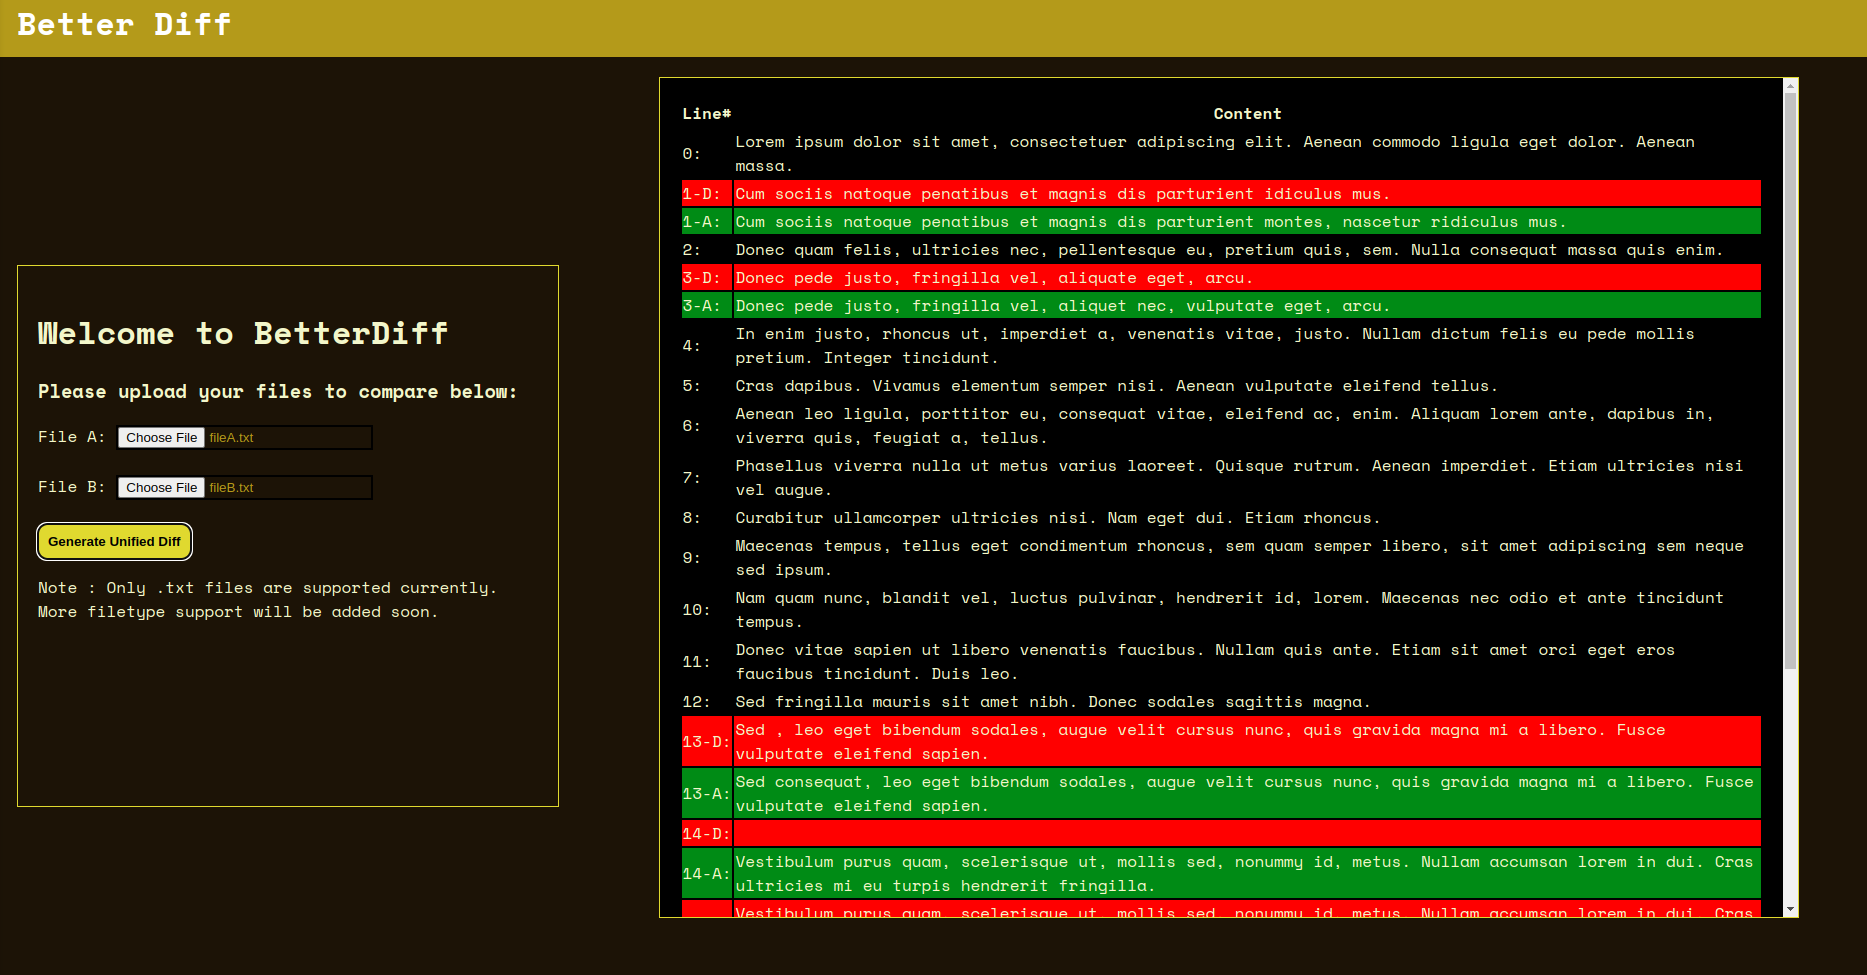 Better Diff
Welcome to BetterDiff
Please upload your files to compare below:
File A: Choose File fileA.txt
File B: Choose File fileB.txt
Generate Unified Diff
Note : Only .txt files are supported currently.
More filetype support will be added soon.
Line# Content
0: Lorem ipsum dolor sit amet, consectetuer adipiscing elit. Aenean commodo ligula eget dolor. Aenean
massa.
1-D: Cum sociis natoque penatibus et magnis dis parturient idiculus mus.
1-A: Cum sociis natoque penatibus et magnis dis parturient montes, nascetur ridiculus mus.
2: Donec quam felis, ultricies nec, pellentesque eu, pretium quis, sem. Nulla consequat massa quis enim.
3-D: Donec pede justo, fringilla vel, aliquate eget, arcu.
3-A: Donec pede justo, fringilla vel, aliquet nec, vulputate eget, arcu.
4: In enim justo, rhoncus ut, imperdiet a, venenatis vitae, justo. Nullam dictum felis eu pede mollis
pretium. Integer tincidunt.
5: Cras dapibus. Vivamus elementum semper nisi. Aenean vulputate eleifend tellus.
6: Aenean leo ligula, porttitor eu, consequat vitae, eleifend ac, enim. Aliquam lorem ante, dapibus in,
viverra quis, feugiat a, tellus.
7: Phasellus viverra nulla ut metus varius laoreet. Quisque rutrum. Aenean imperdiet. Etiam ultricies nisi
vel augue.
8: Curabitur ullamcorper ultricies nisi. Nam eget dui. Etiam rhoncus.
9: Maecenas tempus, tellus eget condimentum rhoncus, sem quam semper libero, sit amet adipiscing sem neque
sed ipsum.
10: Nam quam nunc, blandit vel, luctus pulvinar, hendrerit id, lorem. Maecenas nec odio et ante tincidunt
tempus.
11: Donec vitae sapien ut libero venenatis faucibus. Nullam quis ante. Etiam sit amet orci eget eros
faucibus tincidunt. Duis leo.
12: Sed fringilla mauris sit amet nibh. Donec sodales sagittis magna.
13-D: Sed , leo eget bibendum sodales, augue velit cursus nunc, quis gravida magna mi a libero. Fusce
vulputate eleifend sapien.
13-A: Sed consequat, leo eget bibendum sodales, augue velit cursus nunc, quis gravida magna mi a libero. Fusce
vulputate eleifend sapien.
14-D:
14-A: Vestibulum purus quam, scelerisque ut, mollis sed, nonummy id, metus. Nullam accumsan lorem in dui. Cras
ultricies mi eu turpis hendrerit fringilla.
Vestibulum purus quam, scelerisque ut, mollis sed, nonummy id, metus. Nullam accumsan lorem in dui. Cras